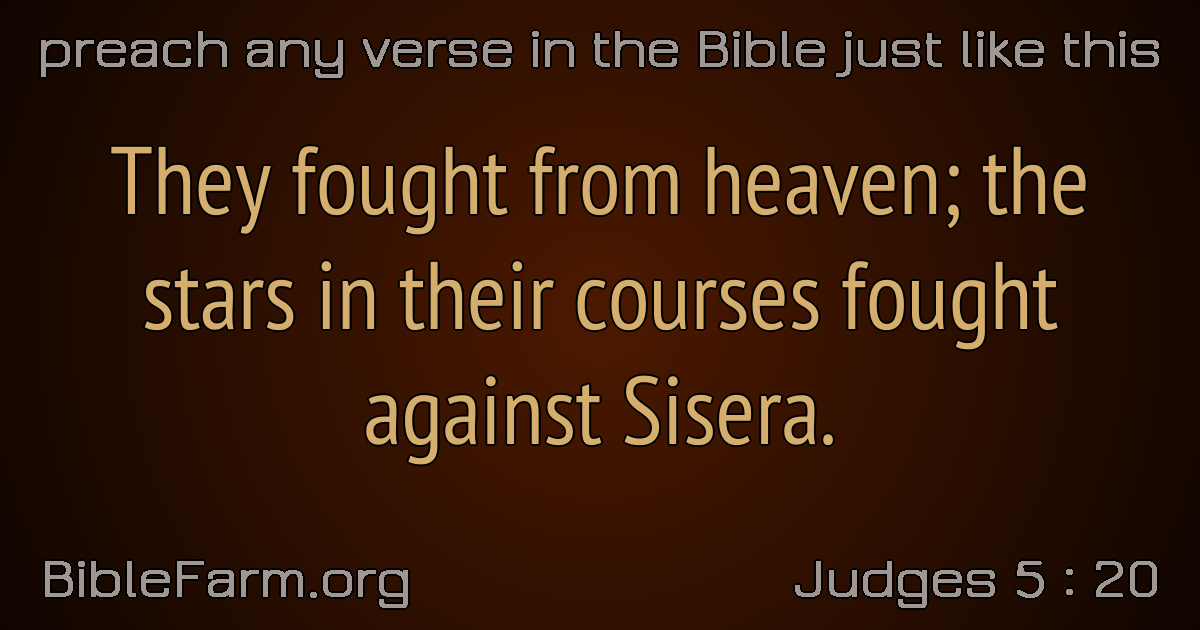 preach any verse in the Bible just like this
They fought from heaven; the
stars in their courses fought
against Sisera.
BibleFarm.org
Judges 5 : 20